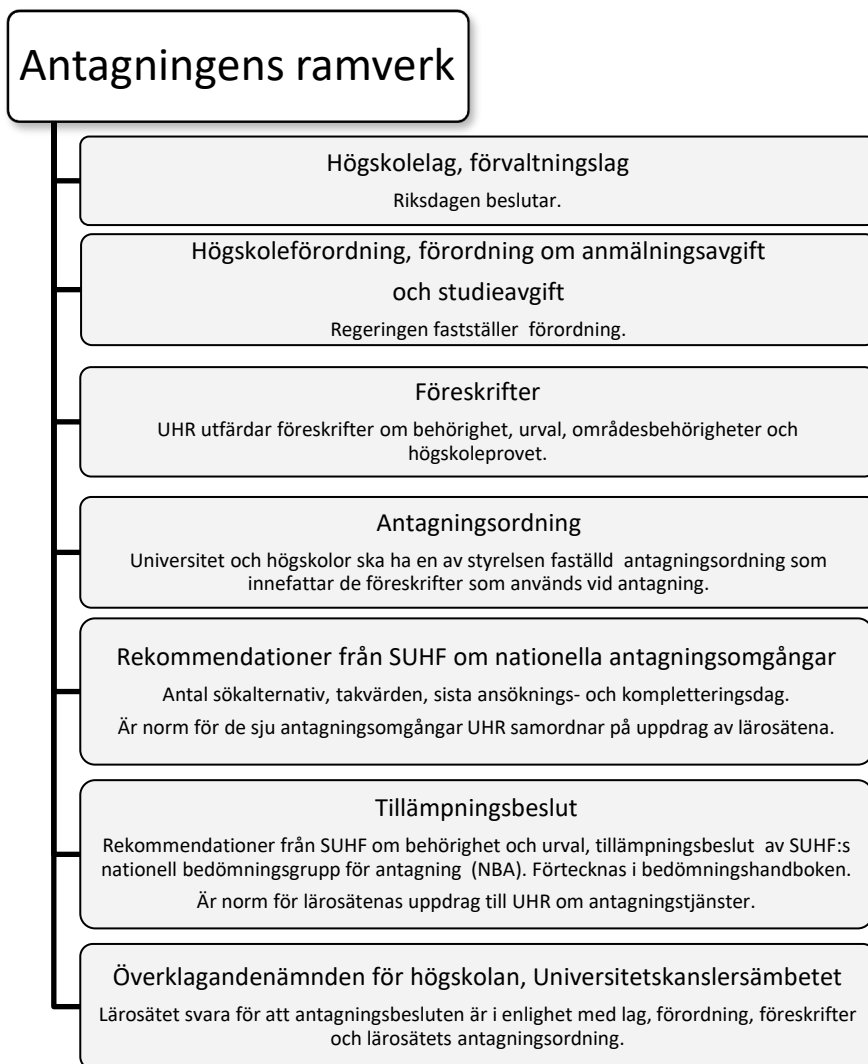 Antagningens ramverk
Högskolelag, förvaltningslag
Riksdagen beslutar.
Högskoleförordning, förordning om anmälningsavgift
och studieavgift
Regeringen fastställer förordning.
Föreskrifter
UHR utfärdar föreskrifter om behörighet, urval, områdesbehörigheter och
högskoleprovet.
Antagningsordning
Universitet och högskolor ska ha en av styrelsen faställd antagningsordning som
innefattar de föreskrifter som används vid antagning.
Rekommendationer från SUHF om nationella antagningsomgångar
Antal sökalternativ, takvärden, sista ansöknings- och kompletteringsdag.
Är norm för de sju antagningsomgångar UHR samordnar på uppdrag av lärosätena.
Tillämpningsbeslut
Rekommendationer från SUHF om behörighet och urval, tillämpningsbeslut av SUHF:s
nationell bedömningsgrupp för antagning (NBA). Förtecknas i bedömningshandboken.
Är norm för lärosätenas uppdrag till UHR om antagningstjänster.
Överklagandenämnden för högskolan, Universitetskanslersämbetet
Lärosätet svara för att antagningsbesluten är i enlighet med lag, förordning, föreskrifter
och lärosätets antagningsordning.